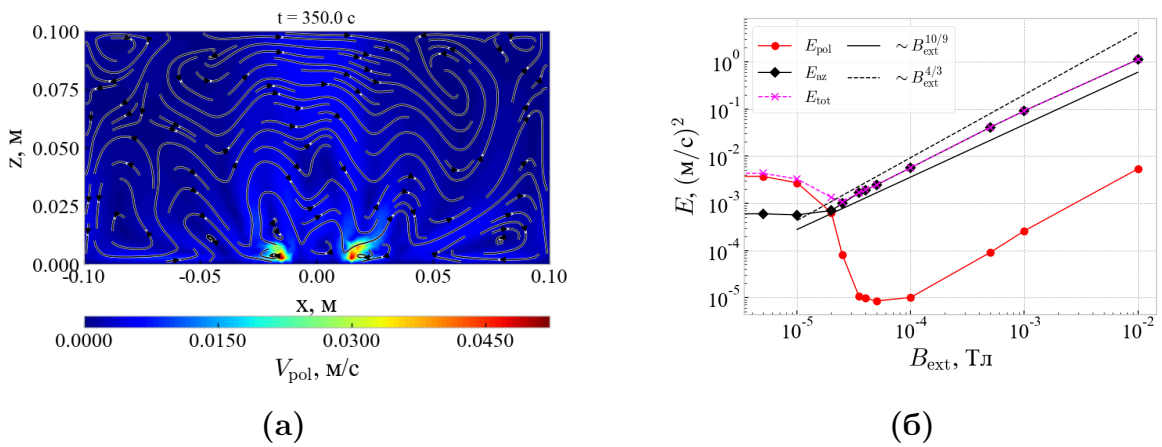 t = 350.0 c
0.100
0.075
0.050
0.025
0.000
z, м
-0.10
-0.05
0.00
0.05
0.10
x, м
0.0000
0.0150
0.0300
0.0450
V_pol, м/с
(а)
E_pol
E_az
E_tot
∼ B_ext^10/9
∼ B_ext^4/3
10^0
10^-1
10^-2
10^-3
10^-4
10^-5
E, (м/с)^2
10^-5
10^-4
10^-3
10^-2
B_ext, Тл
(б)